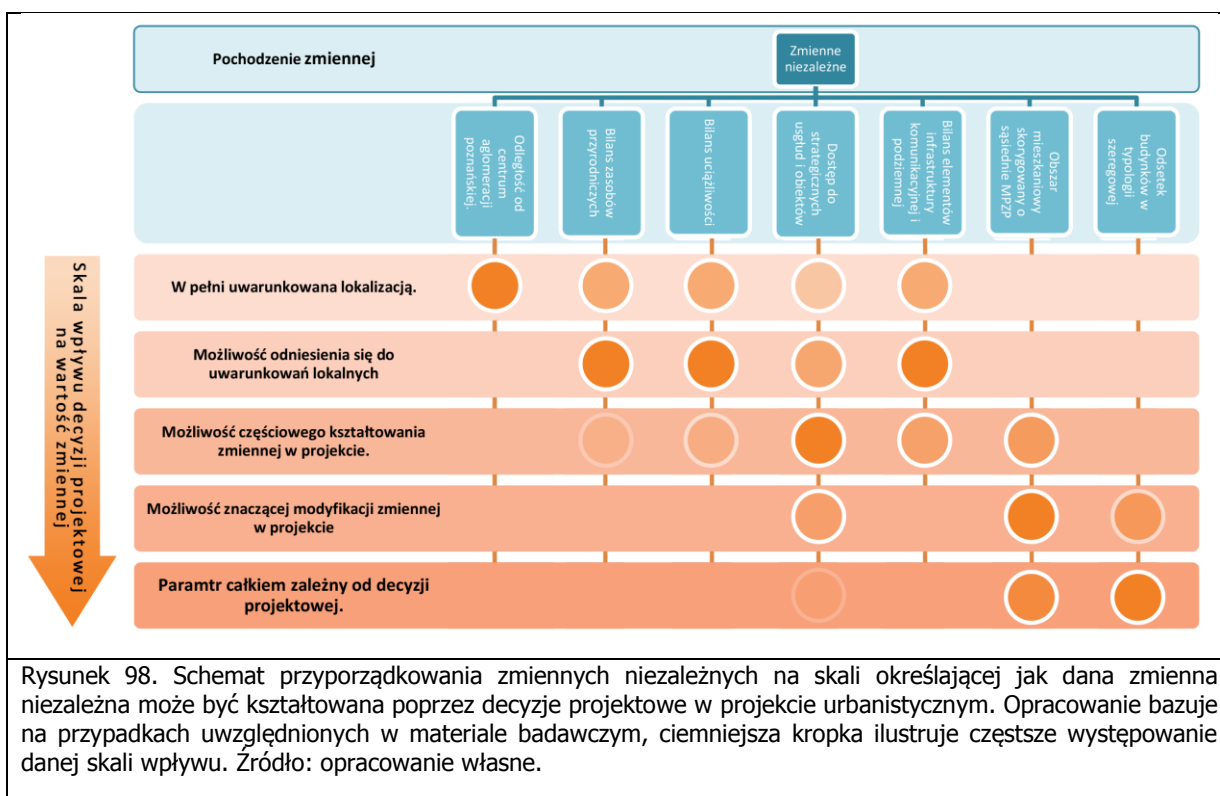 Pochodzenie zmiennej
Zmienne
niezależne
Odległość od
centrum
aglomeracji
poznańskiej.
Bilans zasobów
przyrodniczych
Bilans uciążliwości
Dostęp do
strategicznych
usgłud i obiektów
Bilans elementów
infrastruktury
komunikacyjnej i
podziemnej
Obszar
mieszkaniowy
skorygowany o
sąsiednie MPZP
Odsetek
budynków w
typologii
szeregowej
Skala wpływu decyzji projektowej
na wartość zmiennej
W pełni uwarunkowana lokalizacją.
Możliwość odniesienia się do
uwarunkowań lokalnych
Możliwość częściowego kształtowania
zmiennej w projekcie.
Możliwość znaczącej modyfikacji zmiennej
w projekcie
Paramtr całkiem zależny od decyzji
projektowej.
Rysunek 98. Schemat przyporządkowania zmiennych niezależnych na skali określającej jak dana zmienna
niezależna może być kształtowana poprzez decyzje projektowe w projekcie urbanistycznym. Opracowanie bazuje
na przypadkach uwzględnionych w materiale badawczym, ciemniejsza kropka ilustruje częstsze występowanie
danej skali wpływu. Źródło: opracowanie własne.